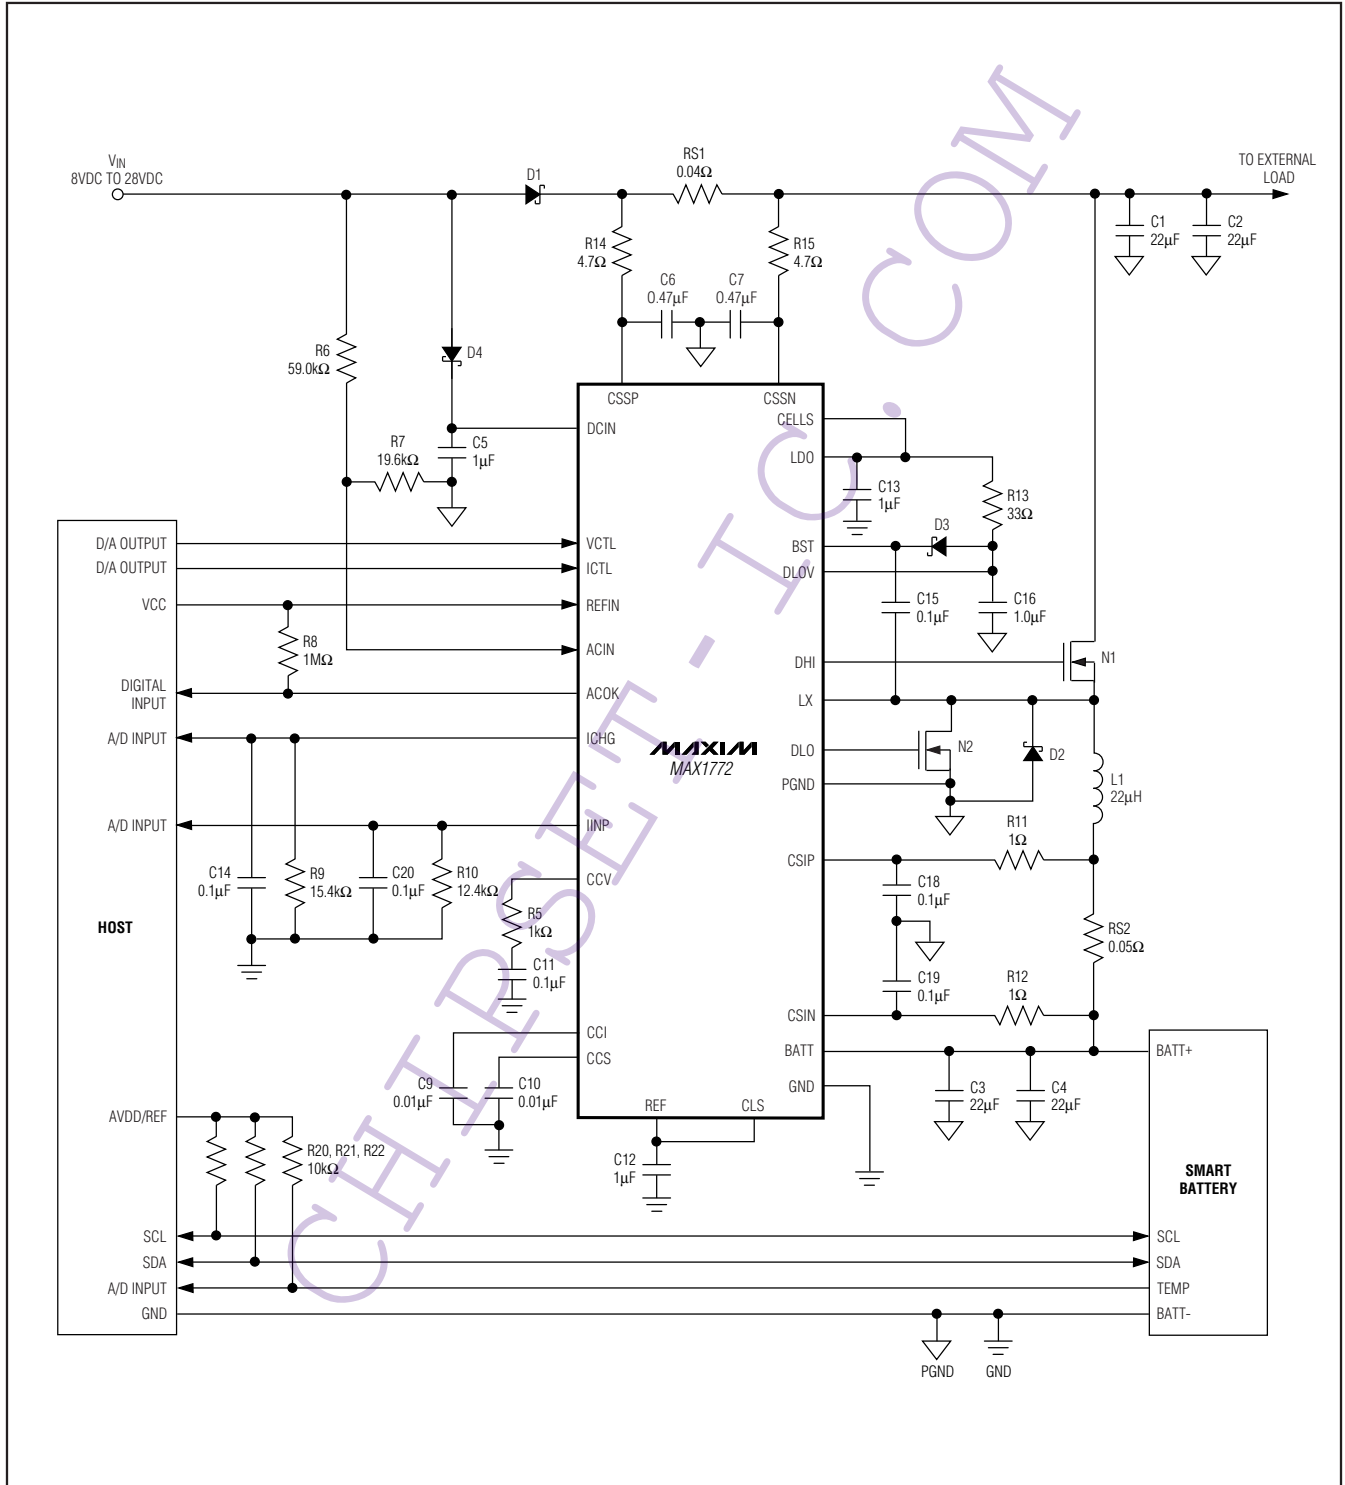 VIN
8VDC TO 28VDC
D1
RS1
0.04Ω
TO EXTERNAL
LOAD
R14
4.7Ω
R15
4.7Ω
C1
22µF
C2
22µF
C6
0.47µF
C7
0.47µF
R6
59.0kΩ
D4
CSSP
CSSN
CELLS
DCIN
R7
19.6kΩ
C5
1µF
LDO
C13
1µF
R13
33Ω
D3
D/A OUTPUT
VCTL
BST
D/A OUTPUT
ICTL
DLOV
VCC
REFIN
C15
0.1µF
C16
1.0µF
R8
1MΩ
ACIN
DHI
N1
DIGITAL
INPUT
ACOK
LX
A/D INPUT
ICHG
MAXIM
MAX1772
DLO
N2
D2
PGND
L1
22µH
A/D INPUT
IINP
R11
1Ω
CSIP
C14
0.1µF
R9
15.4kΩ
C20
0.1µF
R10
12.4kΩ
CCV
C18
0.1µF
R5
1kΩ
HOST
RS2
0.05Ω
C11
0.1µF
C19
0.1µF
R12
1Ω
CSIN
CCI
BATT
BATT+
CCS
C9
0.01µF
C10
0.01µF
GND
C3
22µF
C4
22µF
REF
CLS
AVDD/REF
R20, R21, R22
10kΩ
C12
1µF
SMART
BATTERY
SCL
SCL
SDA
SDA
A/D INPUT
TEMP
GND
BATT-
PGND
GND
CHIPSET-IC.COM